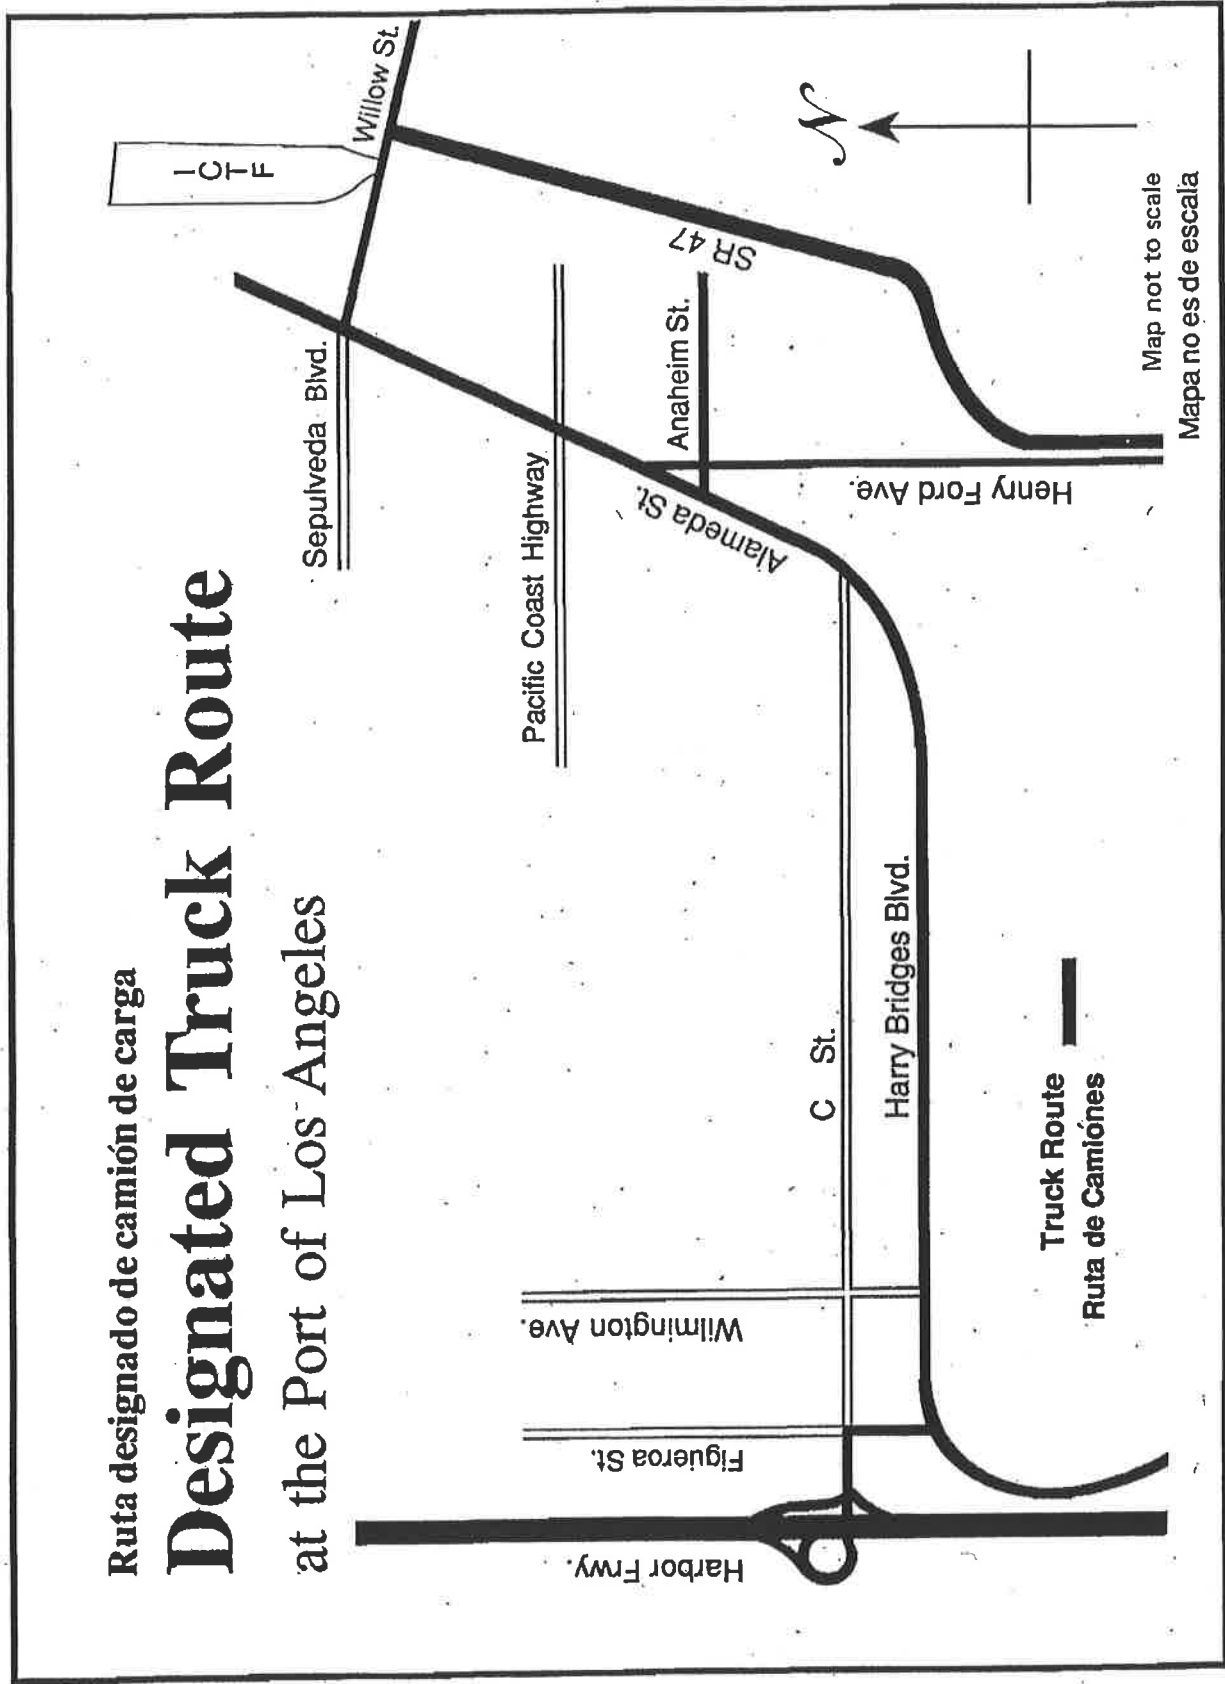 Ruta designado de camión de carga
Designated Truck Route
at the Port of Los Angeles
I
C
T
F
Willow St.
Sepulveda Blvd.
Pacific Coast Highway
SR 47
Anaheim St.
Alameda St.
Henry Ford Ave.
C St.
Harry Bridges Blvd.
Wilmington Ave.
Figueroa St.
Harbor Frwy.
N
Truck Route
Ruta de Camiónes
Map not to scale
Mapa no es de escala